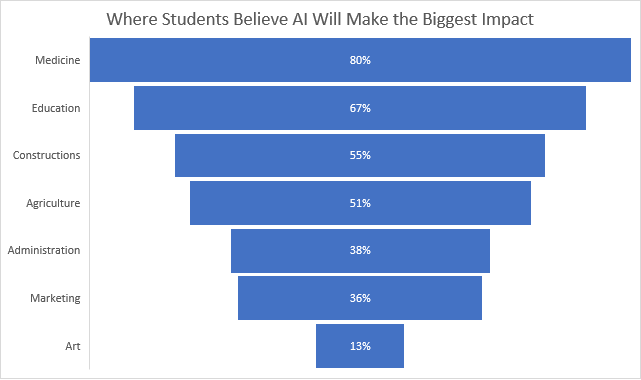 Where Students Believe AI Will Make the Biggest Impact
Medicine 80%
Education 67%
Constructions 55%
Agriculture 51%
Administration 38%
Marketing 36%
Art 13%